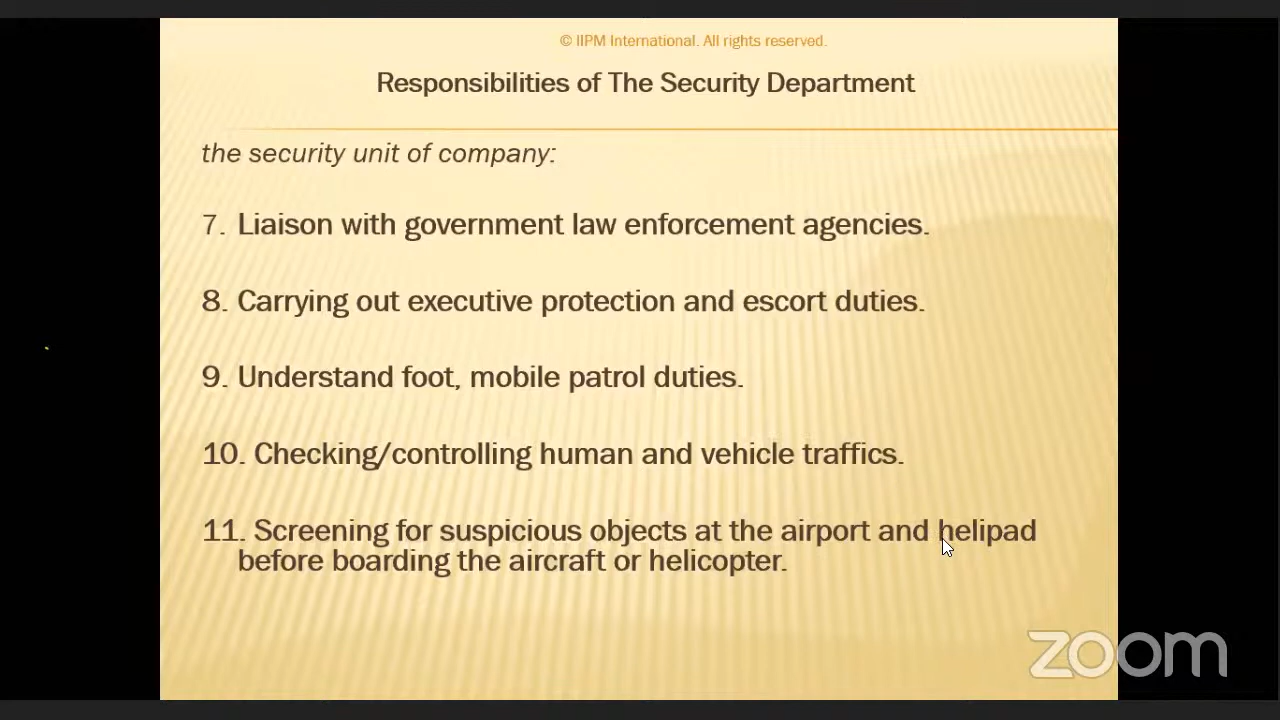 © IIPM International. All rights reserved.
Responsibilities of The Security Department
the security unit of company:
7. Liaison with government law enforcement agencies.
8. Carrying out executive protection and escort duties.
9. Understand foot, mobile patrol duties.
10. Checking/controlling human and vehicle traffics.
11. Screening for suspicious objects at the airport and helipad
before boarding the aircraft or helicopter.
zoom